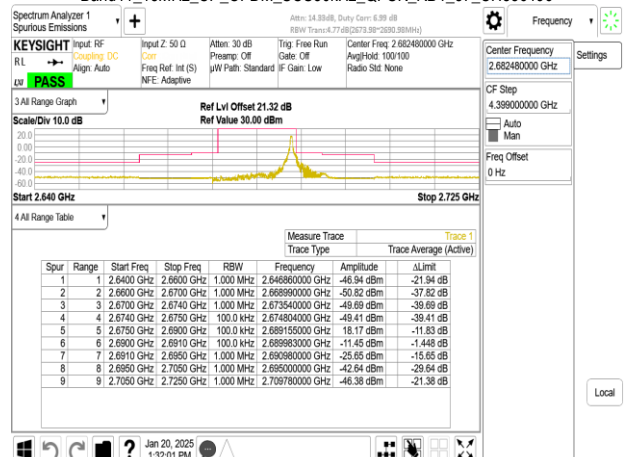 Spectrum Analyzer 1
Spurious Emissions
Attn: 14.33dB, Duty Corr: 6.99 dB
RBW Trans:4.77dB(2673.98~2690.98MHz)
Frequency
KEYSIGHT Input: RF Input Z: 50 Ω Atten: 30 dB Trig: Free Run Center Freq: 2.682480000 GHz
RL Coupling: DC Corr Preamp: Off Gate: Off Avg|Hold: 100/100
Align: Auto Freq Ref: Int (S) µW Path: Standard IF Gain: Low Radio Std: None
NFE: Adaptive
LXI PASS
Center Frequency
2.682480000 GHz
Settings
CF Step
4.399000000 GHz
Auto
Man
Freq Offset
0 Hz
3 All Range Graph
Scale/Div 10.0 dB
Ref Lvl Offset 21.32 dB
Ref Value 30.00 dBm
20.0
0.00
-20.0
-40.0
-60.0
Start 2.640 GHz Stop 2.725 GHz
4 All Range Table
Measure Trace Trace 1
Trace Type Trace Average (Active)
Spur Range Start Freq Stop Freq RBW Frequency Amplitude ΔLimit
1 1 2.6400 GHz 2.6600 GHz 1.000 MHz 2.646860000 GHz -46.94 dBm -21.94 dB
2 2 2.6600 GHz 2.6700 GHz 1.000 MHz 2.668990000 GHz -50.82 dBm -37.82 dB
3 3 2.6700 GHz 2.6740 GHz 1.000 MHz 2.673540000 GHz -49.69 dBm -39.69 dB
4 4 2.6740 GHz 2.6750 GHz 100.0 kHz 2.674804000 GHz -49.41 dBm -39.41 dB
5 5 2.6750 GHz 2.6900 GHz 100.0 kHz 2.689155000 GHz 18.17 dBm -11.83 dB
6 6 2.6900 GHz 2.6910 GHz 100.0 kHz 2.689983000 GHz -11.45 dBm -1.448 dB
7 7 2.6910 GHz 2.6950 GHz 1.000 MHz 2.690980000 GHz -25.65 dBm -15.65 dB
8 8 2.6950 GHz 2.7050 GHz 1.000 MHz 2.695000000 GHz -42.64 dBm -29.64 dB
9 9 2.7050 GHz 2.7250 GHz 1.000 MHz 2.709780000 GHz -46.38 dBm -21.38 dB
Local
Jan 20, 2025
1:32:01 PM